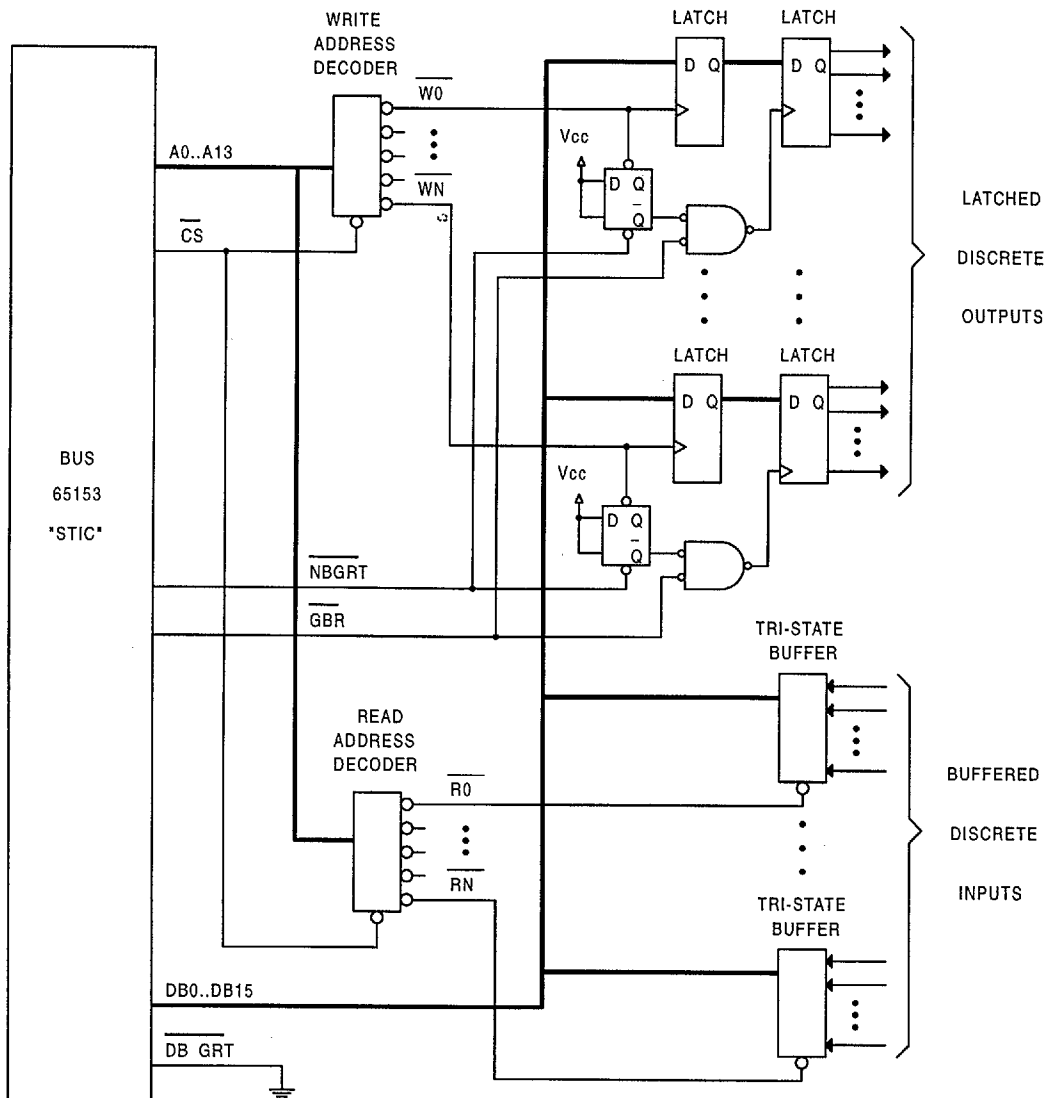 WRITE
ADDRESS
DECODER
LATCH
LATCH
W0
D Q
D Q
Vcc
A0..A13
D Q
WN
Q
CS
LATCHED
DISCRETE
OUTPUTS
LATCH
LATCH
D Q
D Q
BUS
65153
"STIC"
Vcc
D Q
Q
NBGRT
GBR
TRI-STATE
BUFFER
READ
ADDRESS
DECODER
R0
BUFFERED
DISCRETE
INPUTS
RN
TRI-STATE
BUFFER
DB0..DB15
DB GRT